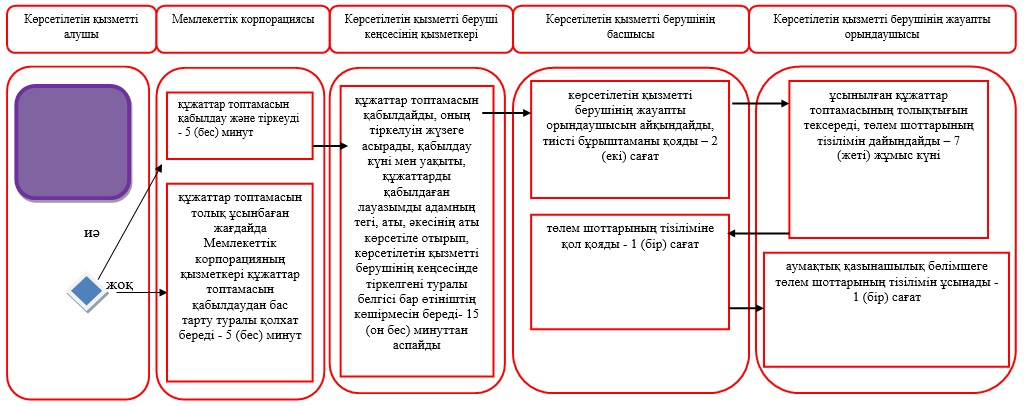 Көрсетілетін қызметті
алушы
Мемлекеттік корпорациясы
Көрсетілетін қызметті беруші
кеңсесінің қызметкері
Көрсетілетін қызметті берушінің
басшысы
Көрсетілетін қызметті берушінің жауапты
орындаушысы
иә
жоқ
құжаттар топтамасын
қабылдау және тіркеуді
- 5 (бес) минут
құжаттар топтамасын
толық ұсынбаған
жағдайда
Мемлекеттік
корпорацияның
қызметкері құжаттар
топтамасын
қабылдаудан бас
тарту туралы қолхат
береді - 5 (бес) минут
құжаттар топтамасын
қабылдайды, оның
тіркелуін жүзеге
асырады, қабылдау
күні мен уақыты,
құжаттарды
қабылдаған
лауазымды адамның
тегі, аты, әкесінің аты
көрсетіле отырып,
көрсетілетін қызметті
берушінің кеңсесінде
тіркелгені туралы
белгісі бар өтініштің
көшірмесін береді- 15
(он бес) минуттан
аспайды
көрсетілетін қызметті
берушінің жауапты
орындаушысын айқындайды,
тиісті бұрыштаманы қояды – 2
(екі) сағат
төлем шоттарының тізіліміне
қол қояды - 1 (бір) сағат
ұсынылған құжаттар
топтамасының толықтығын
тексереді, төлем шоттарының
тізілімін дайындайды – 7
(жеті) жұмыс күні
аумақтық қазынашылық бөлімшеге
төлем шоттарының тізілімін ұсынады -
1 (бір) сағат